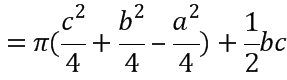 = π(c²/4 + b²/4 − a²/4) + 1/2 bc